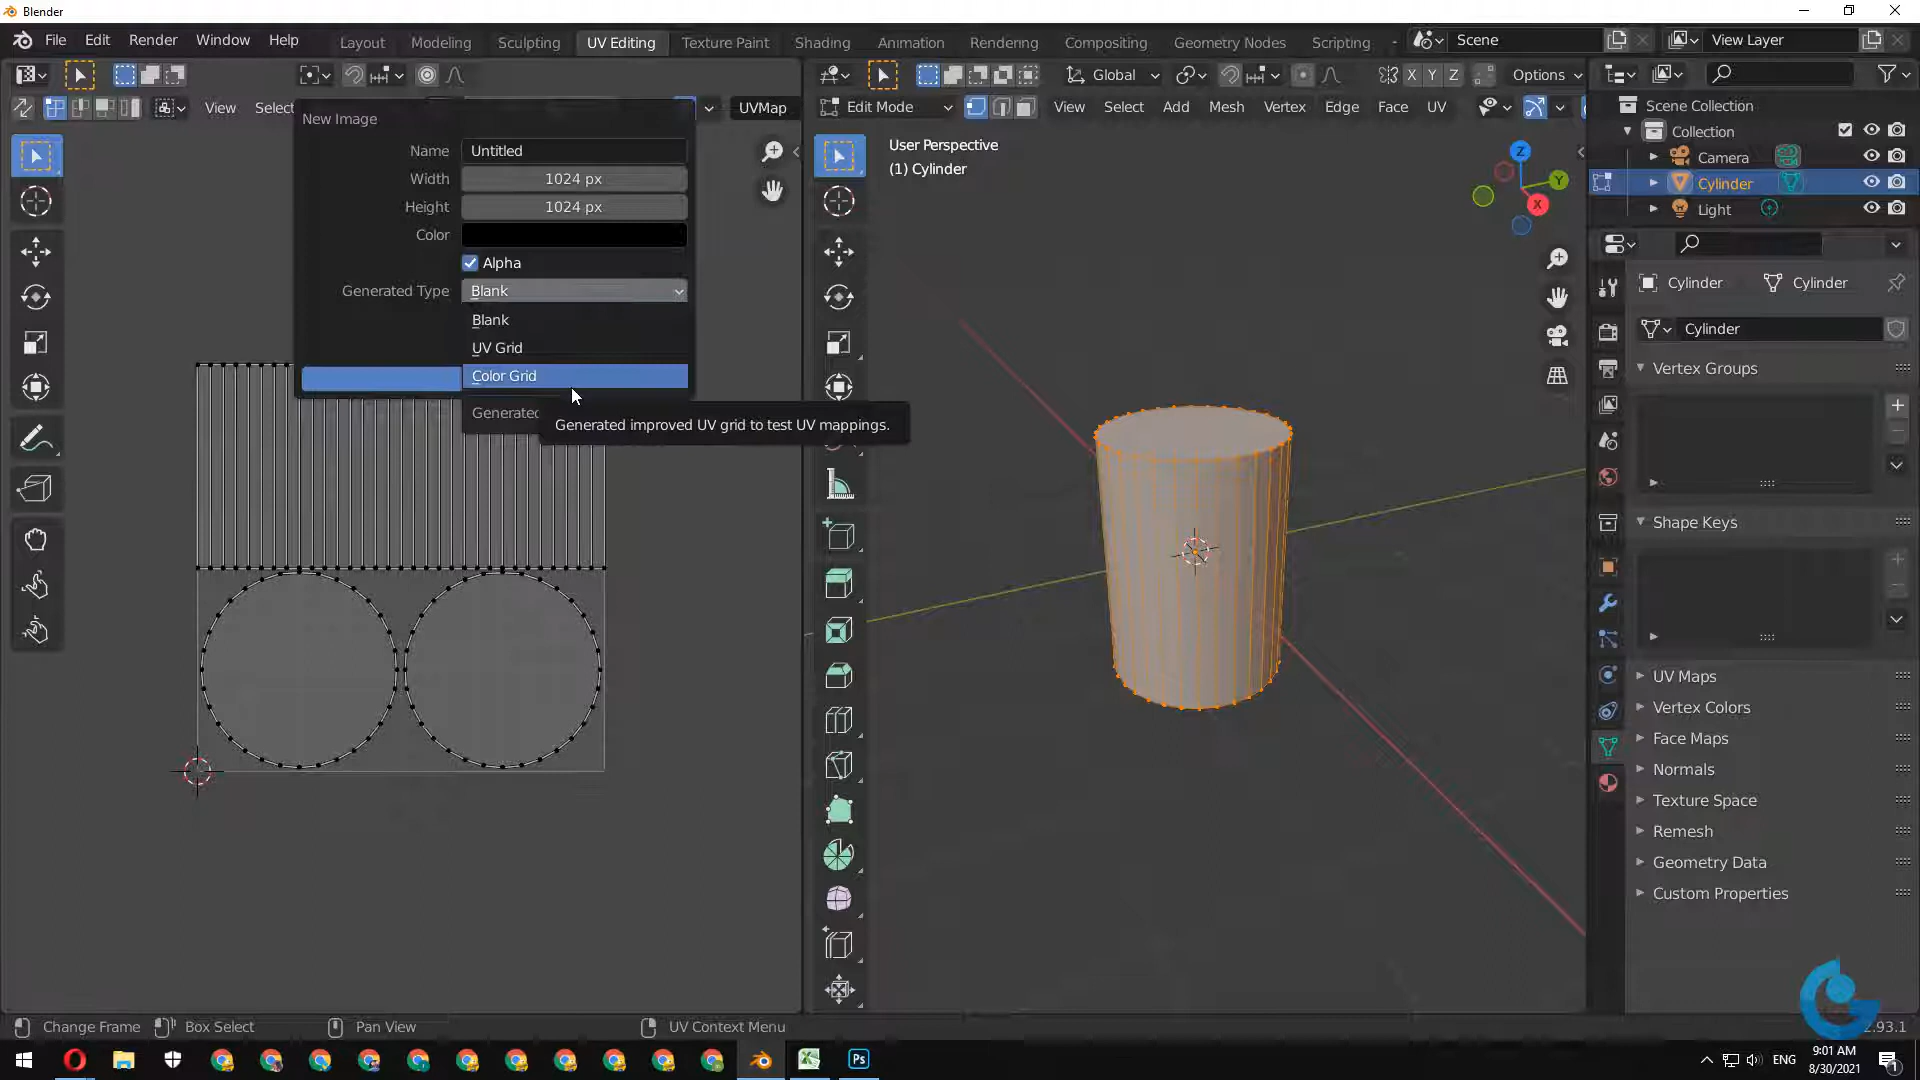 Blender
File Edit Render Window Help
Layout Modeling Sculpting UV Editing Texture Paint Shading Animation Rendering Compositing Geometry Nodes Scripting
Scene
View Layer
Global
X Y Z
Options
View Select
UVMap
Edit Mode
View Select Add Mesh Vertex Edge Face UV
New Image
Name Untitled
Width 1024 px
Height 1024 px
Color
Alpha
Generated Type Blank
Blank
UV Grid
Color Grid
Generated
Generated improved UV grid to test UV mappings.
User Perspective
(1) Cylinder
Z
Y
X
Scene Collection
Collection
Camera
Cylinder
Light
Cylinder Cylinder
Cylinder
Vertex Groups
Shape Keys
UV Maps
Vertex Colors
Face Maps
Normals
Texture Space
Remesh
Geometry Data
Custom Properties
Change Frame Box Select Pan View UV Context Menu
2.93.1
Ps
ENG
9:01 AM
8/30/2021
1